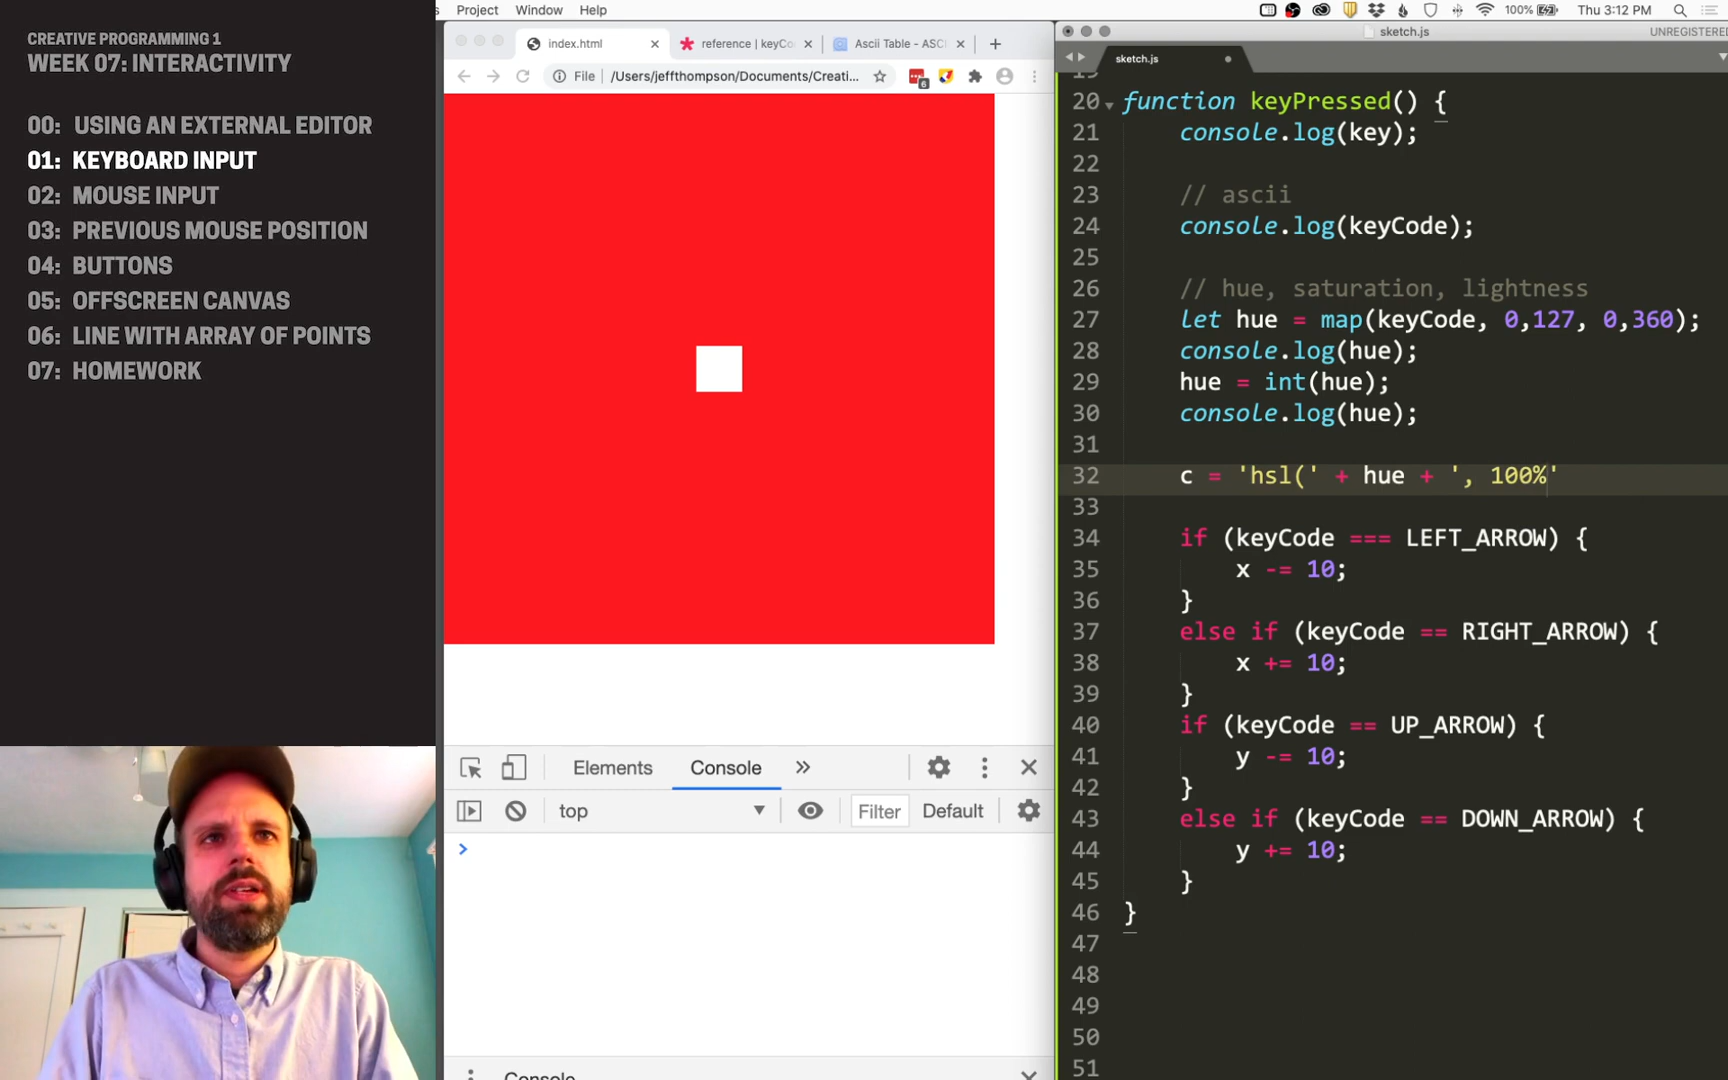 Project Window Help
100% Thu 3:12 PM
CREATIVE PROGRAMMING 1
WEEK 07: INTERACTIVITY
00: USING AN EXTERNAL EDITOR
01: KEYBOARD INPUT
02: MOUSE INPUT
03: PREVIOUS MOUSE POSITION
04: BUTTONS
05: OFFSCREEN CANVAS
06: LINE WITH ARRAY OF POINTS
07: HOMEWORK
index.html
reference | keyCo
Ascii Table - ASC
File /Users/jeffthompson/Documents/Creati...
6
Elements Console
top Filter Default
Console
sketch.js UNREGISTERE
sketch.js
19
20 function keyPressed() {
21 console.log(key);
22
23 // ascii
24 console.log(keyCode);
25
26 // hue, saturation, lightness
27 let hue = map(keyCode, 0,127, 0,360);
28 console.log(hue);
29 hue = int(hue);
30 console.log(hue);
31
32 c = 'hsl(' + hue + ', 100%'
33
34 if (keyCode === LEFT_ARROW) {
35 x -= 10;
36 }
37 else if (keyCode == RIGHT_ARROW) {
38 x += 10;
39 }
40 if (keyCode == UP_ARROW) {
41 y -= 10;
42 }
43 else if (keyCode == DOWN_ARROW) {
44 y += 10;
45 }
46 }
47
48
49
50
51